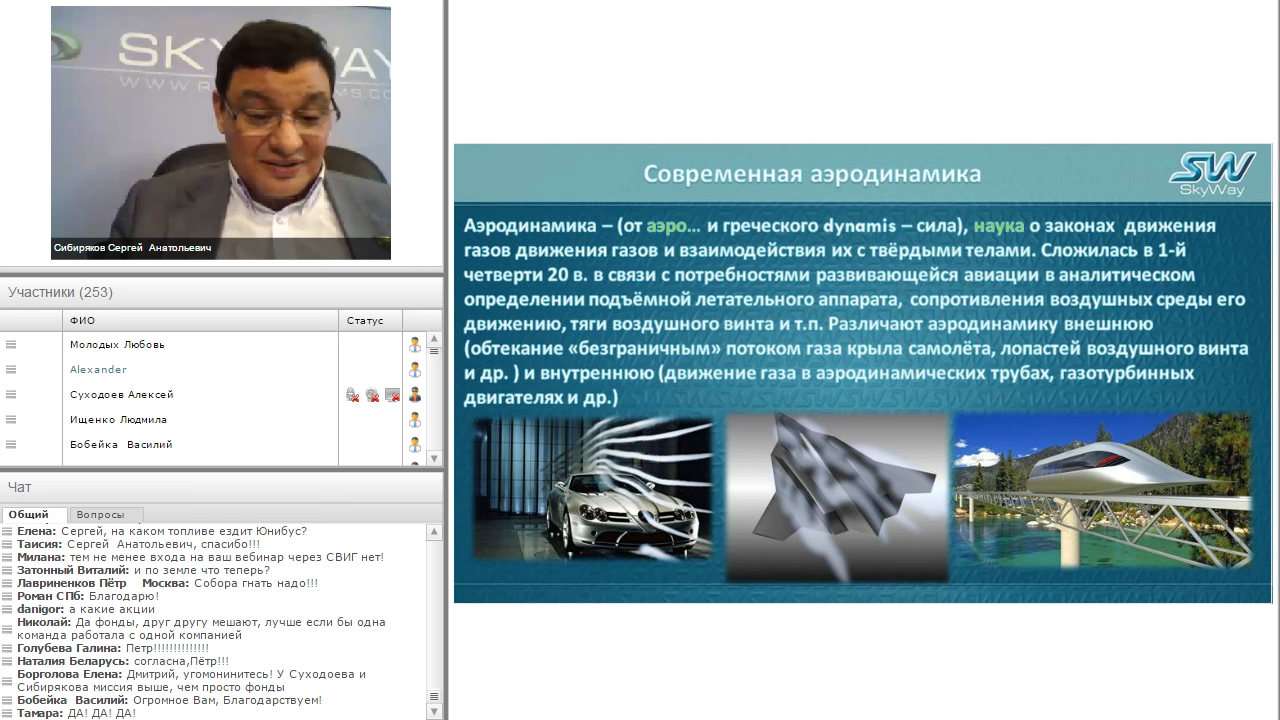 SKYWAY
Сибиряков Сергей Анатольевич
Участники (253)
ФИО
Статус
Молодых Любовь
Alexander
Суходоев Алексей
Ищенко Людмила
Бобейка Василий
Чат
Общий
Вопросы
Елена: Сергей, на каком топливе ездит Юнибус?
Таисия: Сергей Анатольевич, спасибо!!!
Милана: тем не менее входа на ваш вебинар через СВИГ нет!
Затонный Виталий: и по земле что теперь?
Лавриненков Пётр Москва: Собора гнать надо!!!
Роман СПб: Благодарю!
danigor: а какие акции
Николай: Да фонды, друг другу мешают, лучше если бы одна
команда работала с одной компанией
Голубева Галина: Петр!!!!!!!!!!!!!!
Наталия Беларусь: согласна,Пётр!!!
Борголова Елена: Дмитрий, угомонинитесь! У Суходоева и
Сибирякова миссия выше, чем просто фонды
Бобейка Василий: Огромное Вам, Благодарствуем!
Тамара: ДА! ДА! ДА!
Современная аэродинамика
SW
SkyWay
Аэродинамика – (от аэро... и греческого dynamis – сила), наука о законах движения
газов движения газов и взаимодействия их с твёрдыми телами. Сложилась в 1-й
четверти 20 в. в связи с потребностями развивающейся авиации в аналитическом
определении подъёмной летательного аппарата, сопротивления воздушных среды его
движению, тяги воздушного винта и т.п. Различают аэродинамику внешнюю
(обтекание «безграничным» потоком газа крыла самолёта, лопастей воздушного винта
и др. ) и внутреннюю (движение газа в аэродинамических трубах, газотурбинных
двигателях и др.)